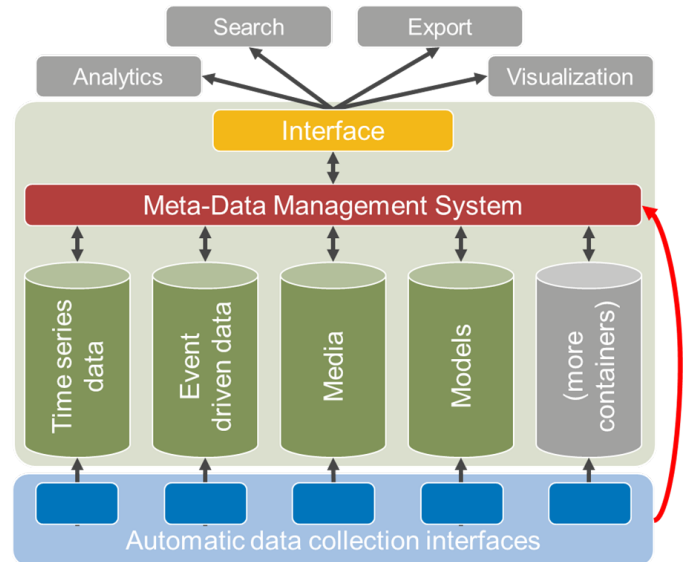 Search
Export
Analytics
Visualization
Interface
Meta-Data Management System
Time series
data
Event
driven data
Media
Models
(more
containers)
Automatic data collection interfaces